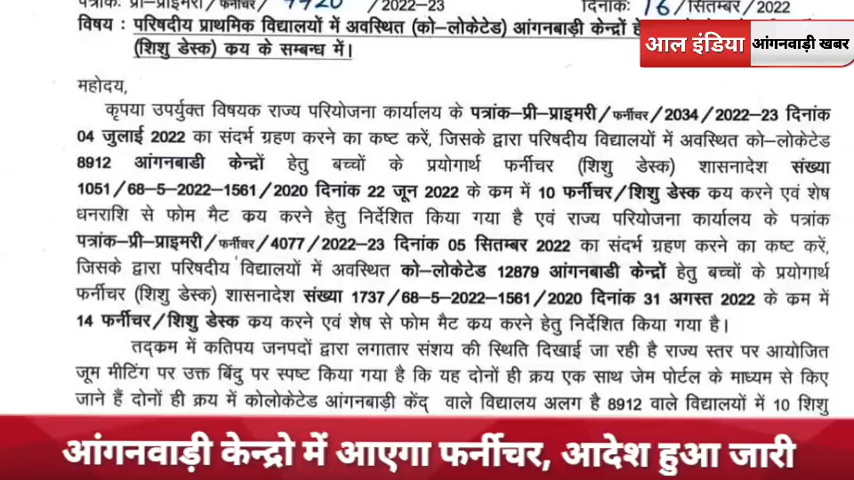 पत्रांकः प्री-प्राइमरी/फर्नीचर/ /2022-23 दिनांकः 16/सितम्बर/2022
विषय : परिषदीय प्राथमिक विद्यालयों में अवस्थित (को-लोकेटेड) आंगनबाड़ी केन्द्रों
(शिशु डेस्क) कय के सम्बन्ध में।
आल इंडिया आंगनवाड़ी खबर
महोदय,
कृपया उपर्युक्त विषयक राज्य परियोजना कार्यालय के पत्रांक-प्री-प्राइमरी/फर्नीचर/2034/2022-23 दिनांक
04 जुलाई 2022 का संदर्भ ग्रहण करने का कष्ट करें, जिसके द्वारा परिषदीय विद्यालयों में अवस्थित को-लोकेटेड
8912 आंगनबाडी केन्द्रों हेतु बच्चों के प्रयोगार्थ फर्नीचर (शिशु डेस्क) शासनादेश संख्या
1051/68-5-2022-1561/2020 दिनांक 22 जून 2022 के कम में 10 फर्नीचर/शिशु डेस्क कय करने एवं शेष
धनराशि से फोम मैट कय करने हेतु निर्देशित किया गया है एवं राज्य परियोजना कार्यालय के पत्रांक
पत्रांक-प्री-प्राइमरी/फर्नीचर/4077/2022-23 दिनांक 05 सितम्बर 2022 का संदर्भ ग्रहण करने का कष्ट करें,
जिसके द्वारा परिषदीय विद्यालयों में अवस्थित को-लोकेटेड 12879 आंगनबाडी केन्द्रों हेतु बच्चों के प्रयोगार्थ
फर्नीचर (शिशु डेस्क) शासनादेश संख्या 1737/68-5-2022-1561/2020 दिनांक 31 अगस्त 2022 के कम में
14 फर्नीचर/शिशु डेस्क कय करने एवं शेष से फोम मैट कय करने हेतु निर्देशित किया गया है।
तद्कम में कतिपय जनपदों द्वारा लगातार संशय की स्थिति दिखाई जा रही है राज्य स्तर पर आयोजित
जूम मीटिंग पर उक्त बिंदु पर स्पष्ट किया गया है कि यह दोनों ही क्रय एक साथ जेम पोर्टल के माध्यम से किए
जाने हैं दोनों ही क्रय में कोलोकेटेड आंगनबाड़ी केंद् वाले विद्यालय अलग है 8912 वाले विद्यालयों में 10 शिशु
आंगनवाड़ी केन्द्रो में आएगा फर्नीचर, आदेश हुआ जारी